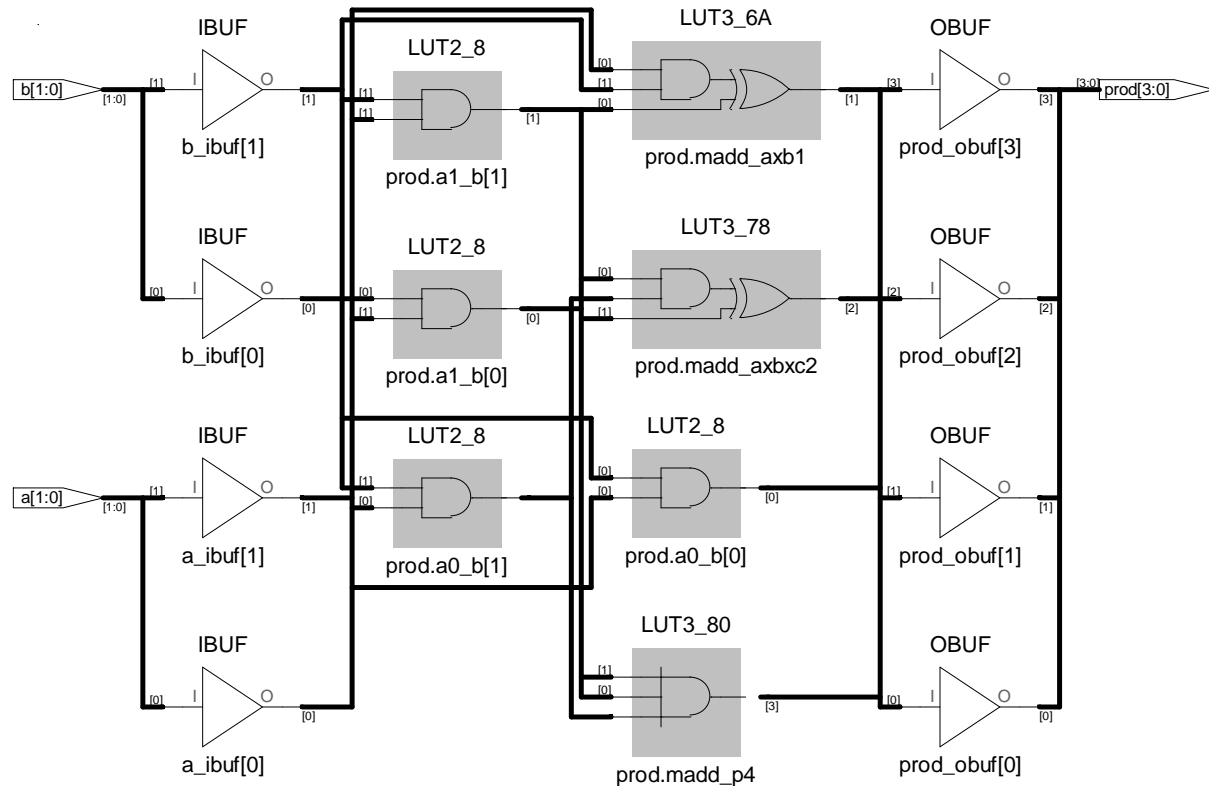 IBUF
LUT3_6A
OBUF
LUT2_8
[0]
b[1:0]
[1:0]
[1]
I
O
[1]
[1]
[1]
[1]
[1]
[0]
[1]
[3]
I
O
[3]
[3:0]
prod[3:0]
b_ibuf[1]
prod.a1_b[1]
prod.madd_axb1
prod_obuf[3]
IBUF
LUT2_8
LUT3_78
OBUF
[0]
I
O
[0]
[0]
[1]
[0]
[0]
[1]
[2]
[2]
I
O
[2]
b_ibuf[0]
prod.a1_b[0]
prod.madd_axbxc2
prod_obuf[2]
IBUF
LUT2_8
LUT2_8
OBUF
a[1:0]
[1:0]
[1]
I
O
[1]
[1]
[0]
[0]
[0]
[0]
[1]
I
O
[1]
a_ibuf[1]
prod.a0_b[1]
prod.a0_b[0]
prod_obuf[1]
IBUF
LUT3_80
OBUF
[0]
I
O
[0]
[1]
[0]
[3]
[0]
I
O
[0]
a_ibuf[0]
prod.madd_p4
prod_obuf[0]